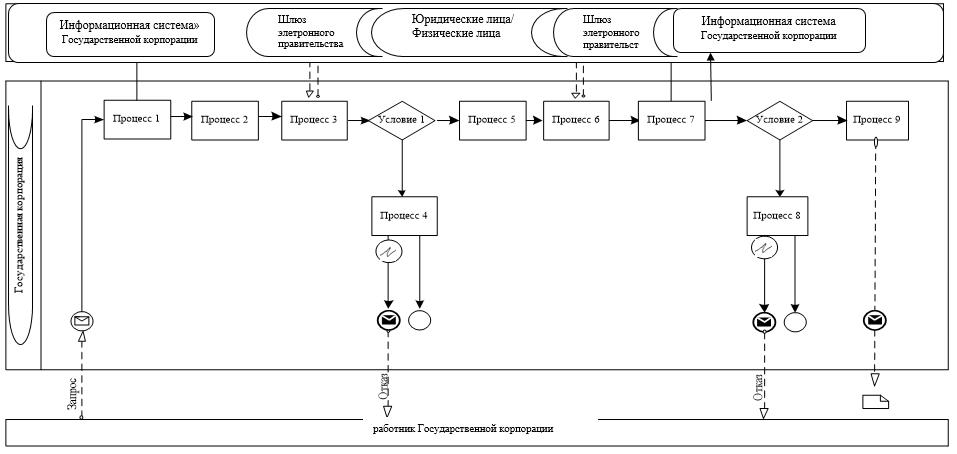 Информационная система»
Государственной корпорации
Шлюз
элетронного
правительства
Юридические лица/
Физические лица
Шлюз
элетронного
правительст
Информационная система
Государственной корпорации
Государственная корпорация
Процесс 1
Процесс 2
Процесс 3
Условие 1
Процесс 5
Процесс 6
Процесс 7
Условие 2
Процесс 9
Процесс 4
Процесс 8
Запрос
Отказ
Отказ
работник Государственной корпорации